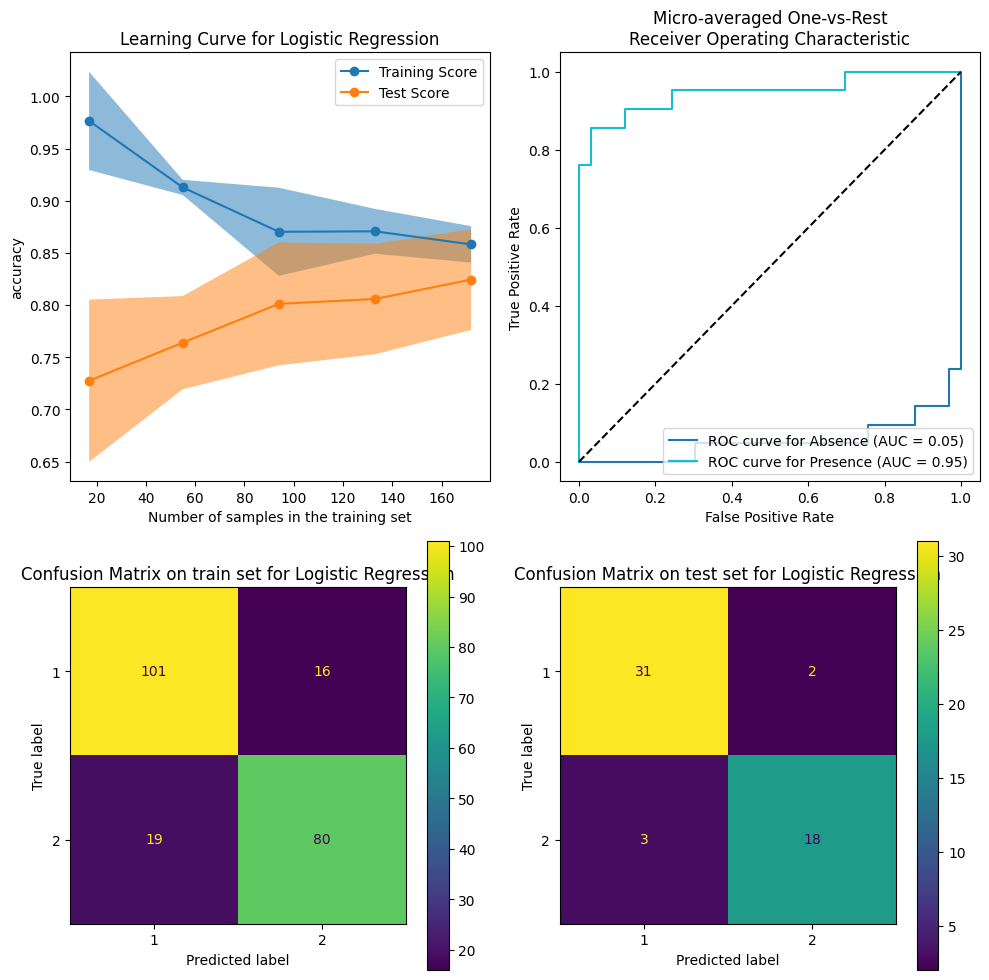 Learning Curve for Logistic Regression
Training Score
Test Score
1.00
0.95
0.90
0.85
0.80
0.75
0.70
0.65
accuracy
20 40 60 80 100 120 140 160
Number of samples in the training set
Micro-averaged One-vs-Rest
Receiver Operating Characteristic
1.0
0.8
0.6
0.4
0.2
0.0
True Positive Rate
ROC curve for Absence (AUC = 0.05)
ROC curve for Presence (AUC = 0.95)
0.0 0.2 0.4 0.6 0.8 1.0
False Positive Rate
Confusion Matrix on train set for Logistic Regression
1
2
True label
101 16
19 80
1 2
Predicted label
100
90
80
70
60
50
40
30
20
Confusion Matrix on test set for Logistic Regression
1
2
True label
31 2
3 18
1 2
Predicted label
30
25
20
15
10
5